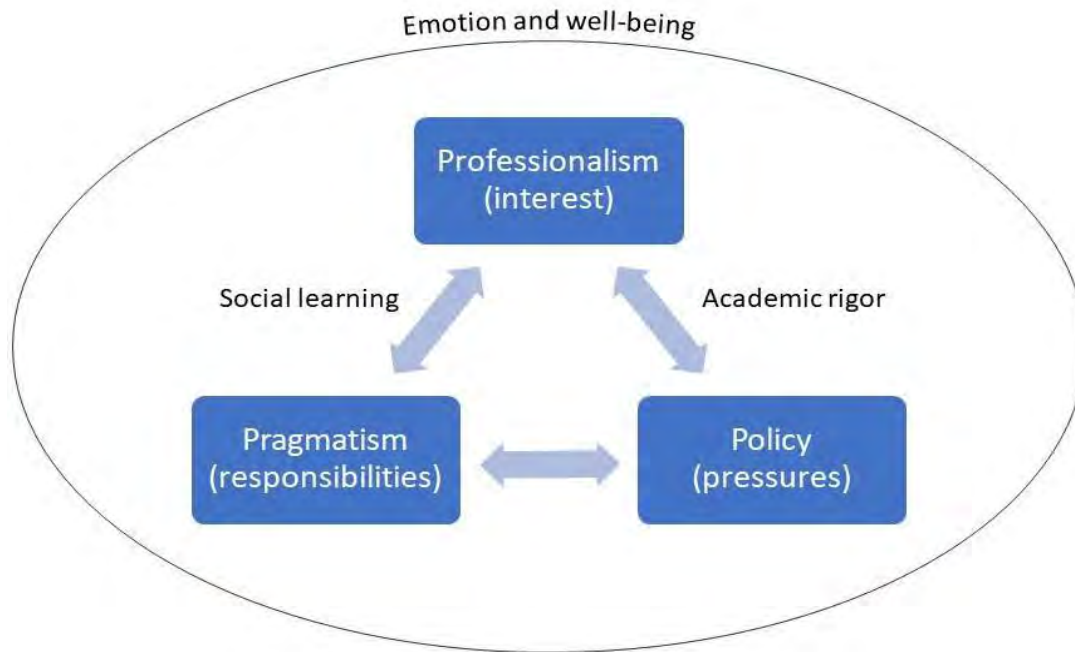 Emotion and well-being
Professionalism
(interest)
Social learning
Academic rigor
Pragmatism
(responsibilities)
Policy
(pressures)